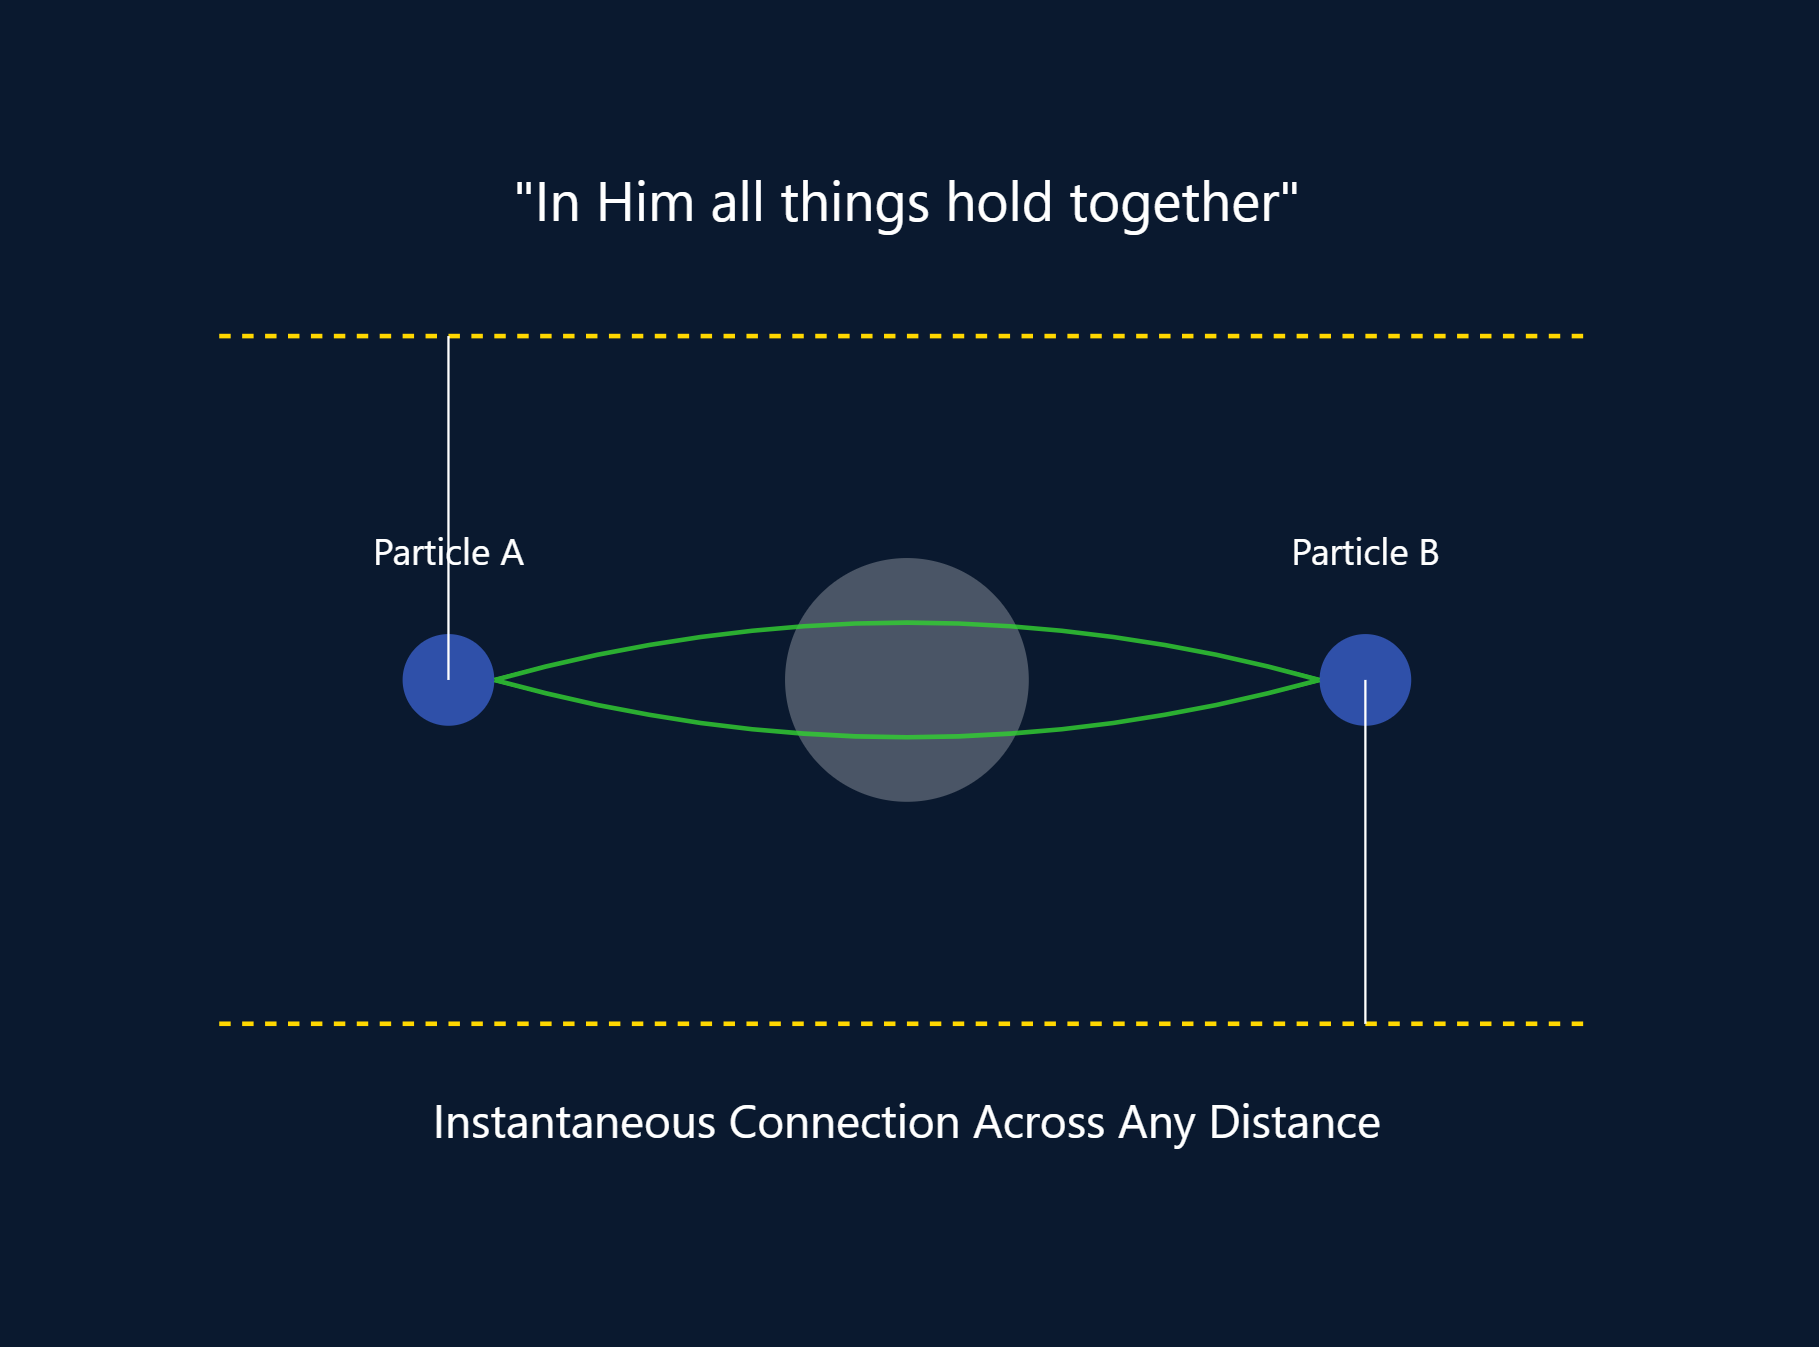 "In Him all things hold together"
Particle A
Particle B
Instantaneous Connection Across Any Distance